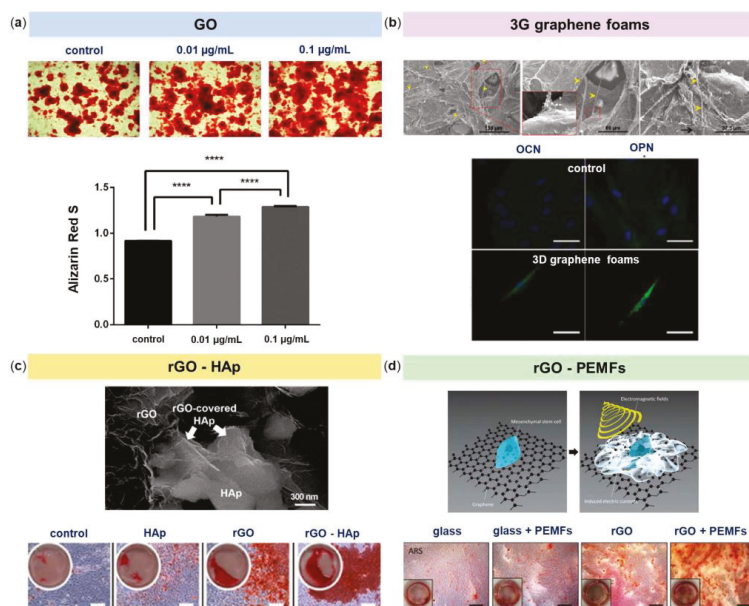 (a)
GO
control
0.01 µg/mL
0.1 µg/mL
Alizarin Red S
1.5
1.0
0.5
0.0
****
****
****
control
0.01 µg/mL
0.1 µg/mL
(b)
3G graphene foams
OCN
OPN
control
3D graphene foams
(c)
rGO - HAp
rGO
rGO-covered
HAp
HAp
300 nm
control
HAp
rGO
rGO - HAp
(d)
rGO - PEMFs
Mesenchymal stem cell
Graphene
Electromagnetic fields
Induced electric current
glass
glass + PEMFs
rGO
rGO + PEMFs
ARS